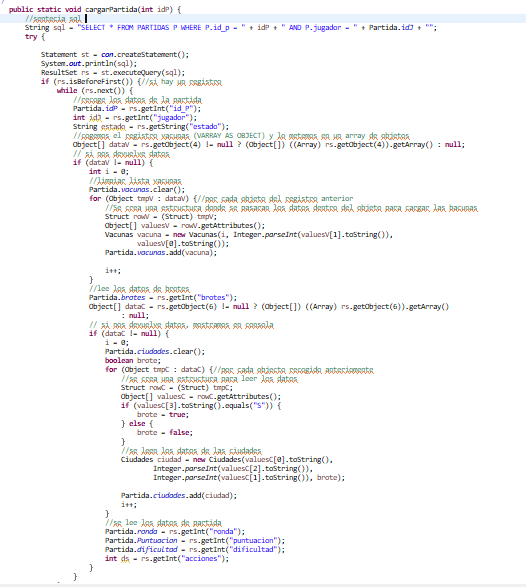 public static void cargarPartida(int idP) {
//sentecia sql
String sql = "SELECT * FROM PARTIDAS P WHERE P.id_p = " + idP + " AND P.jugador = " + Partida.idJ + "";
try {
Statement st = con.createStatement();
System.out.println(sql);
ResultSet rs = st.executeQuery(sql);
if (rs.isBeforeFirst()) {//si hay un registro
while (rs.next()) {
//recoge los datos de la partida
Partida.idP = rs.getInt("id_P");
int idJ = rs.getInt("jugador");
String estado = rs.getString("estado");
//cogemos el registro vacunas (VARRAY AS OBJECT) y lo metemos en un array de objetos
Object[] dataV = rs.getObject(4) != null ? (Object[]) ((Array) rs.getObject(4)).getArray() : null;
// si nos devuelve datos
if (dataV != null) {
int i = 0;
//limpiar lista vacunas
Partida.vacunas.clear();
for (Object tmpV : dataV) {//por cada objeto del registro anterior
//Se crea una estructura donde se pasaran los datos dentro del objeto para cargar las bacunas
Struct rowV = (Struct) tmpV;
Object[] valuesV = rowV.getAttributes();
Vacunas vacuna = new Vacunas(i, Integer.parseInt(valuesV[1].toString()),
valuesV[0].toString());
Partida.vacunas.add(vacuna);
i++;
}
//lee los datos de brotes
Partida.brotes = rs.getInt("brotes");
Object[] dataC = rs.getObject(6) != null ? (Object[]) ((Array) rs.getObject(6)).getArray()
: null;
// si nos devuelve datos, mostramos en consola
if (dataC != null) {
i = 0;
Partida.ciudades.clear();
boolean brote;
for (Object tmpC : dataC) {//por cada objecto recogido anteriomente
//se crea una estructura para leer los datos
Struct rowC = (Struct) tmpC;
Object[] valuesC = rowC.getAttributes();
if (valuesC[3].toString().equals("S")) {
brote = true;
} else {
brote = false;
}
//se leen los datos de las ciudades
Ciudades ciudad = new Ciudades(valuesC[0].toString(),
Integer.parseInt(valuesC[2].toString()),
Integer.parseInt(valuesC[1].toString()), brote);
Partida.ciudades.add(ciudad);
i++;
}
//se lee los datos de partida
Partida.ronda = rs.getInt("ronda");
Partida.Puntuacion = rs.getInt("puntuacion");
Partida.dificultad = rs.getInt("dificultad");
int ds = rs.getInt("acciones");
}
}